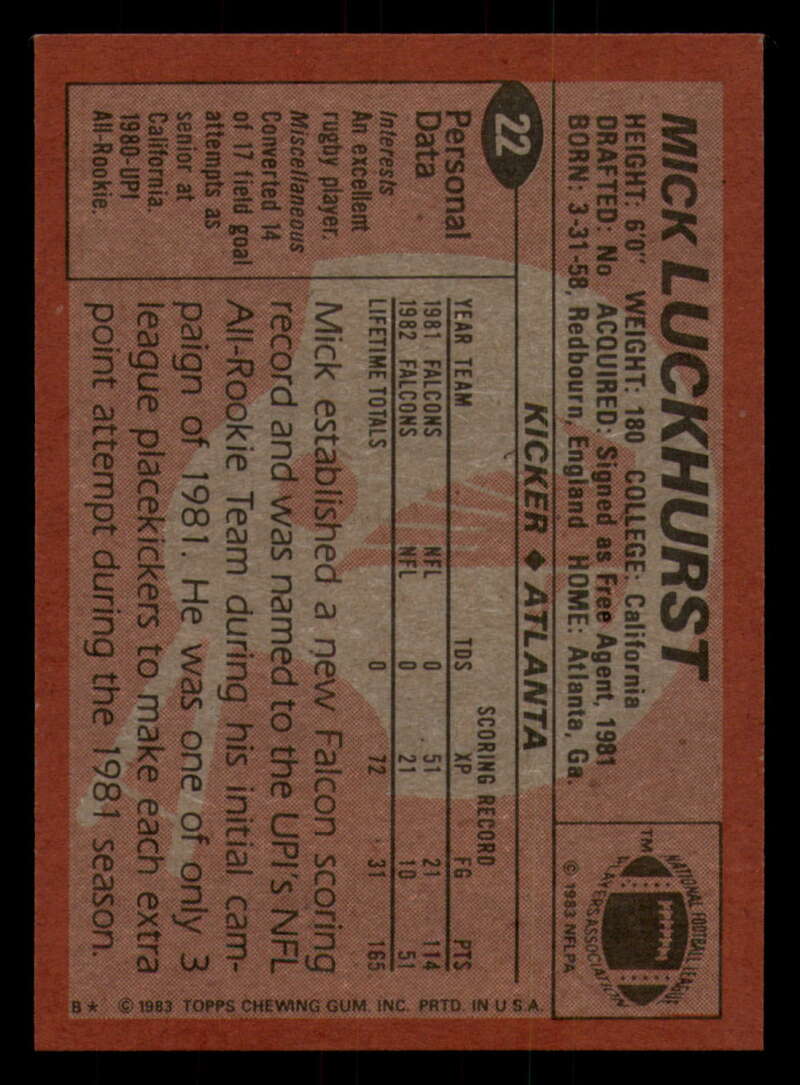 MICK LUCKHURST
HEIGHT: 6'0" WEIGHT: 180 COLLEGE: California
DRAFTED: No ACQUIRED: Signed as Free Agent, 1981
BORN: 3-31-58, Redbourn, England HOME: Atlanta, Ga.
NATIONAL FOOTBALL LEAGUE
PLAYERS ASSOCIATION
TM
© 1983 NFLPA
22
KICKER ♦ ATLANTA
Personal
Data
Interests
An excellent
rugby player.
Miscellaneous
Converted 14
of 17 field goal
attempts as
senior at
California.
1980-UPI
All-Rookie.
SCORING RECORD
YEAR TEAM TDS XP FG PTS
1981 FALCONS NFL 0 51 21 114
1982 FALCONS NFL 0 21 10 51
LIFETIME TOTALS 0 72 31 165
Mick established a new Falcon scoring
record and was named to the UPI's NFL
All-Rookie Team during his initial cam-
paign of 1981. He was one of only 3
league placekickers to make each extra
point attempt during the 1981 season.
B* © 1983 TOPPS CHEWING GUM. INC. PRTD. IN U.S.A.